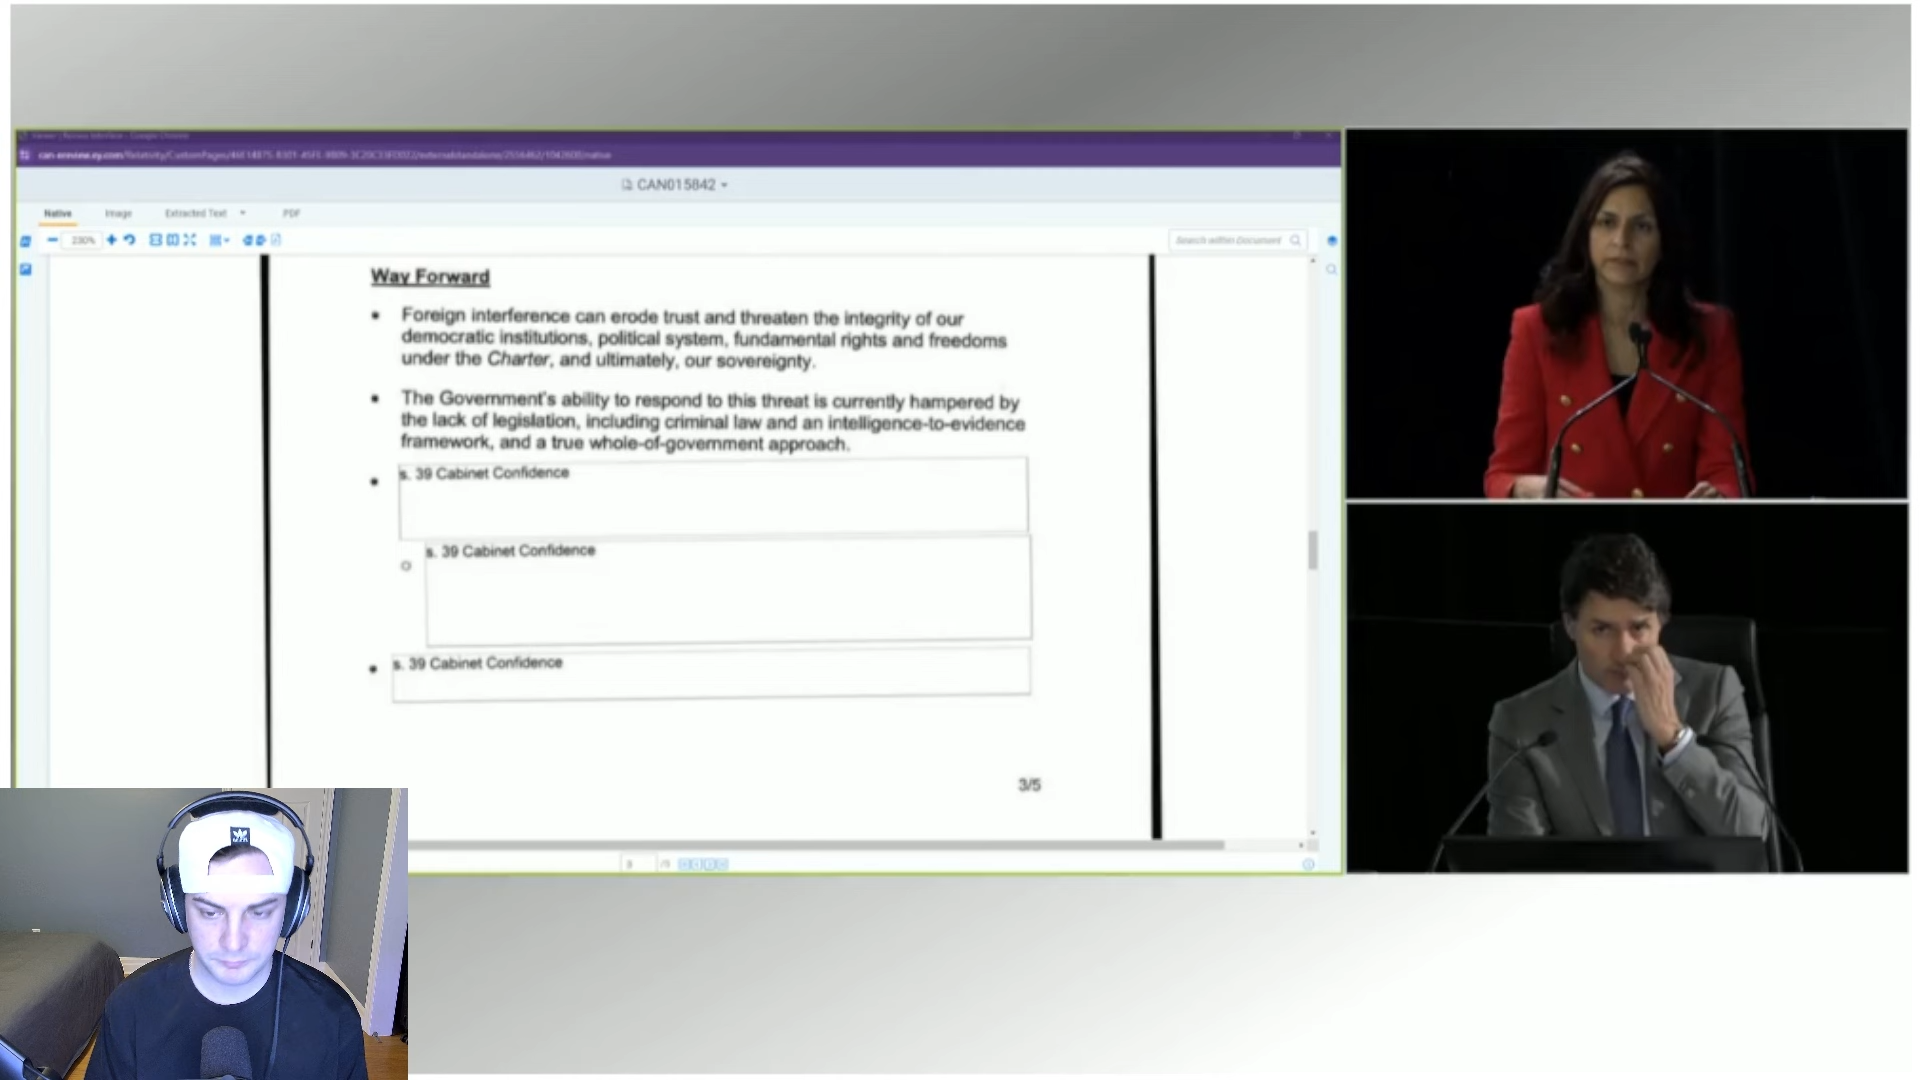 CAN015842
Native Image Extracted Text PDF
230% Search within Document
Way Forward
• Foreign interference can erode trust and threaten the integrity of our
democratic institutions, political system, fundamental rights and freedoms
under the Charter, and ultimately, our sovereignty.
• The Government's ability to respond to this threat is currently hampered by
the lack of legislation, including criminal law and an intelligence-to-evidence
framework, and a true whole-of-government approach.
• s. 39 Cabinet Confidence
o s. 39 Cabinet Confidence
• s. 39 Cabinet Confidence
3/5